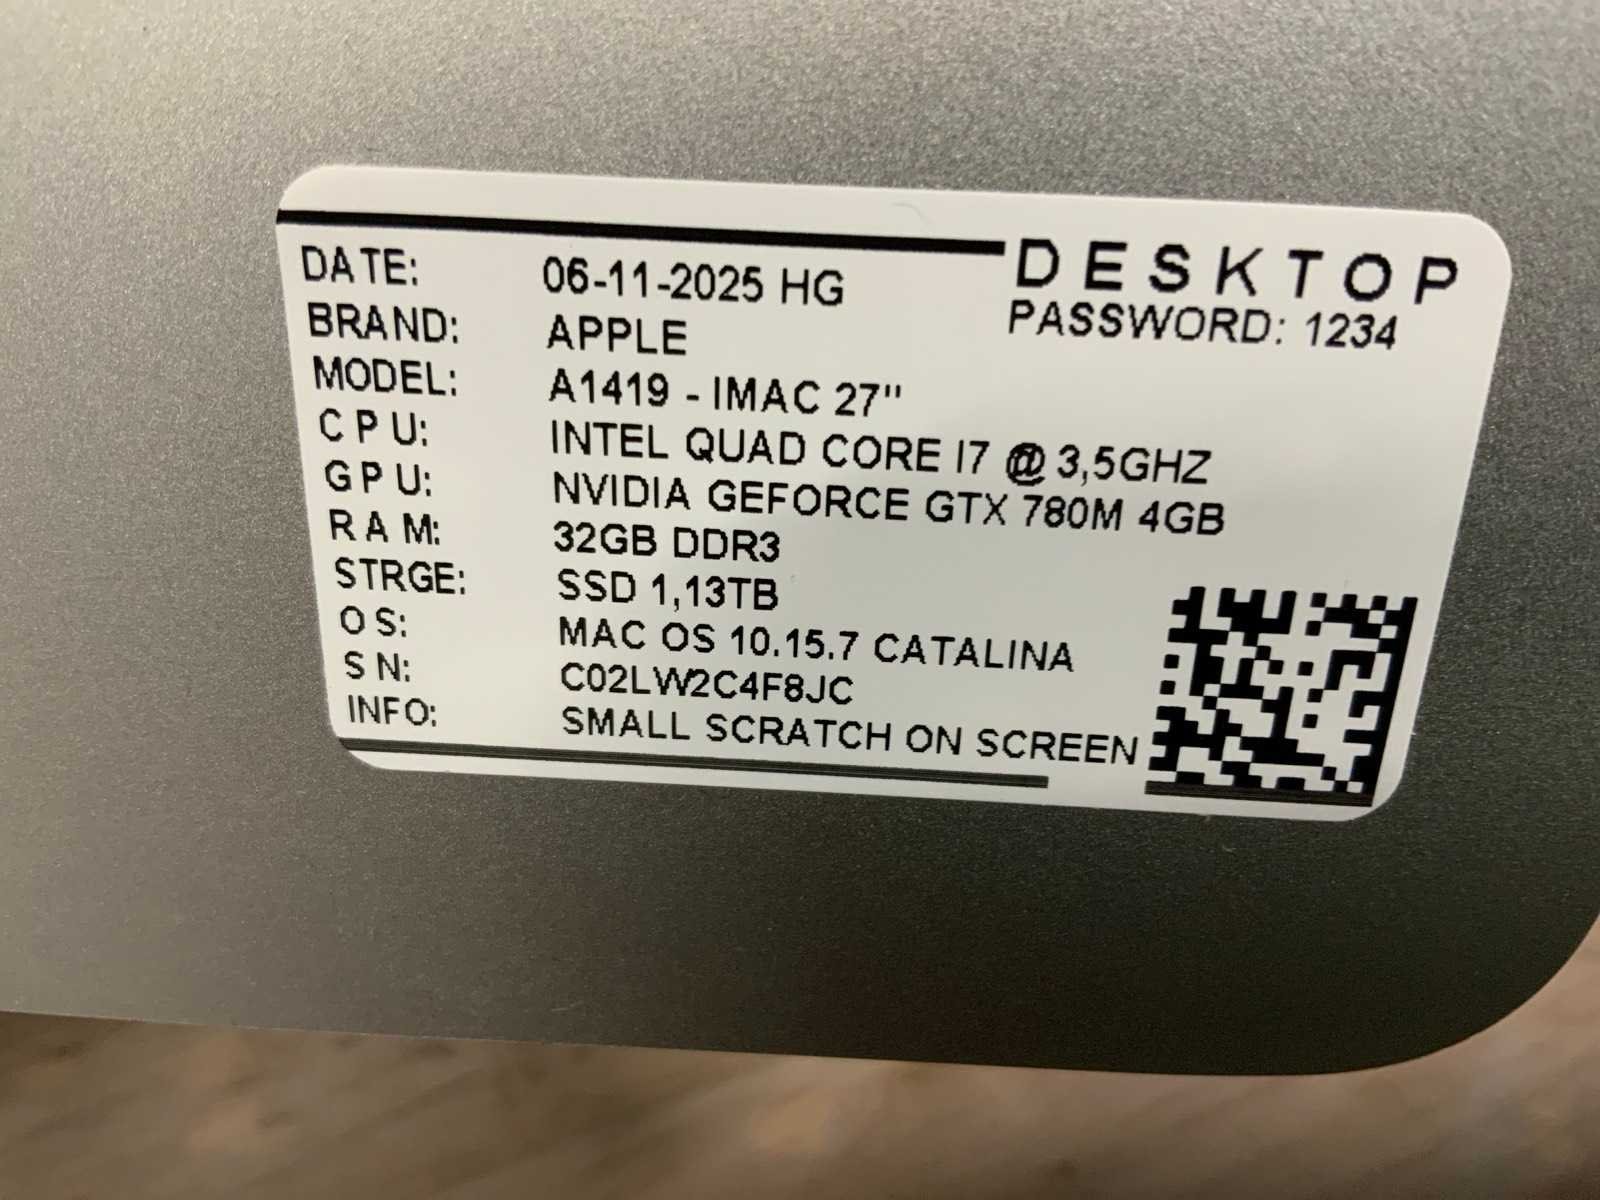 DESKTOP
PASSWORD: 1234
DATE: 06-11-2025 HG
BRAND: APPLE
MODEL: A1419 - IMAC 27"
CPU: INTEL QUAD CORE I7 @ 3,5GHZ
GPU: NVIDIA GEFORCE GTX 780M 4GB
RAM: 32GB DDR3
STRGE: SSD 1,13TB
OS: MAC OS 10.15.7 CATALINA
SN: C02LW2C4F8JC
INFO: SMALL SCRATCH ON SCREEN